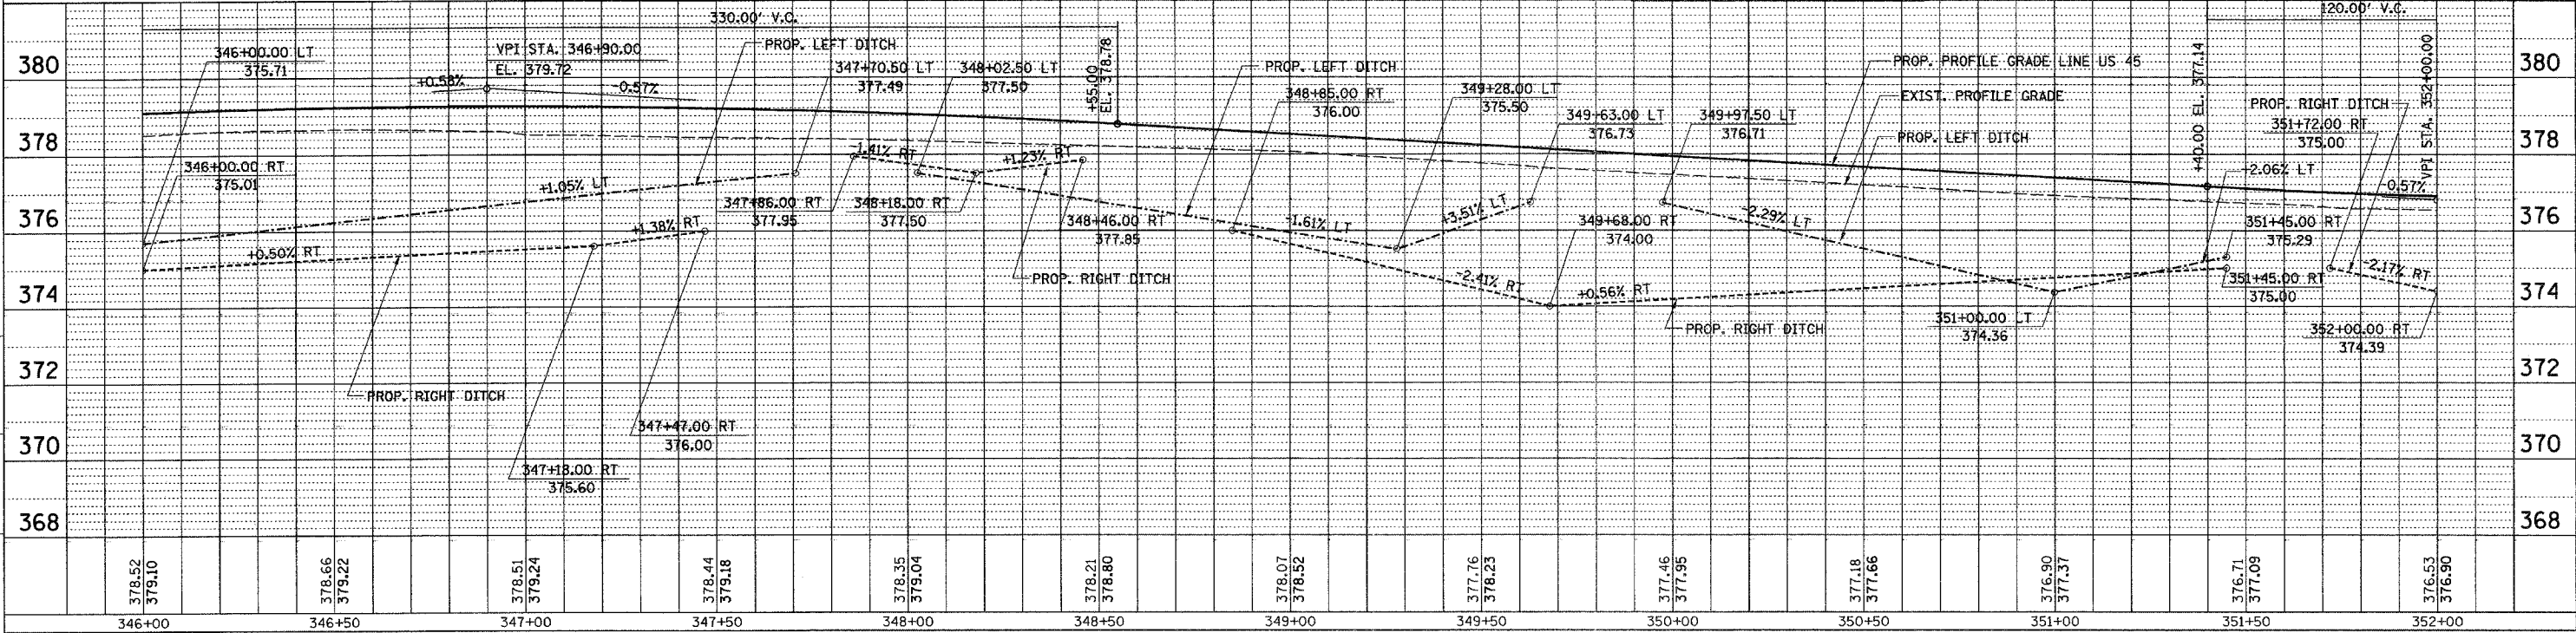 330.00' V.C.
120.00' V.C.
380
346+00.00 LT
375.71
VPI STA. 346+90.00
EL. 379.72
+0.58%
-0.57%
PROP. LEFT DITCH
347+70.50 LT
377.49
348+02.50 LT
377.50
+55.00
EL. 378.78
PROP. LEFT DITCH
348+85.00 RT
376.00
349+28.00 LT
375.50
349+63.00 LT
376.73
349+97.50 LT
376.71
PROP. PROFILE GRADE LINE US 45
EXIST. PROFILE GRADE
PROP. LEFT DITCH
+40.00 EL. 377.14
PROP. RIGHT DITCH
351+72.00 RT
375.00
VPI STA. 352+00.00
380
378
346+00.00 RT
375.01
-1.41% RT
+1.23% RT
-2.06% LT
-0.57%
378
376
+1.05% LT
347+86.00 RT
377.95
348+18.00 RT
377.50
348+46.00 RT
377.85
-1.61% LT
+3.51% LT
349+68.00 RT
374.00
-2.29% LT
351+45.00 RT
375.29
376
+0.50% RT
+1.38% RT
PROP. RIGHT DITCH
-2.41% RT
+0.56% RT
351+45.00 RT
375.00
-2.17% RT
374
PROP. RIGHT DITCH
351+00.00 LT
374.36
352+00.00 RT
374.39
374
372
PROP. RIGHT DITCH
372
370
347+47.00 RT
376.00
370
347+18.00 RT
375.60
368
368
378.52
379.10
378.66
379.22
378.51
379.24
378.44
379.18
378.35
379.04
378.21
378.80
378.07
378.52
377.76
378.23
377.46
377.95
377.18
377.66
376.90
377.37
376.71
377.09
376.53
376.90
346+00
346+50
347+00
347+50
348+00
348+50
349+00
349+50
350+00
350+50
351+00
351+50
352+00